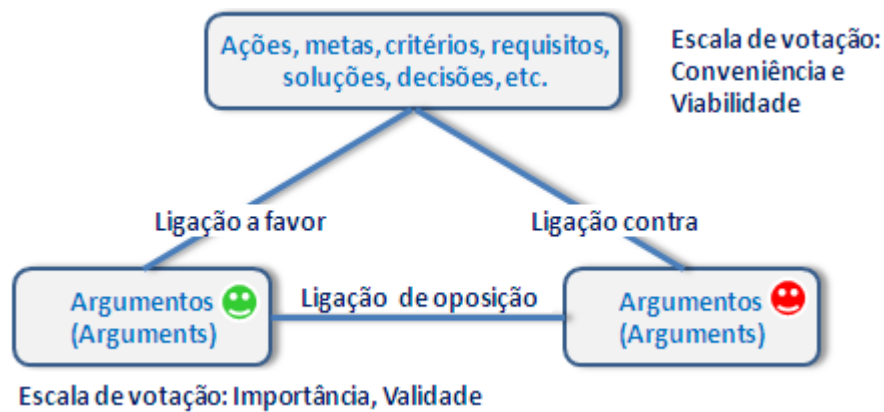 Ações, metas, critérios, requisitos,
soluções, decisões, etc.
Escala de votação:
Conveniência e
Viabilidade
Ligação a favor
Ligação contra
Argumentos
(Arguments)
Ligação de oposição
Argumentos
(Arguments)
Escala de votação: Importância, Validade